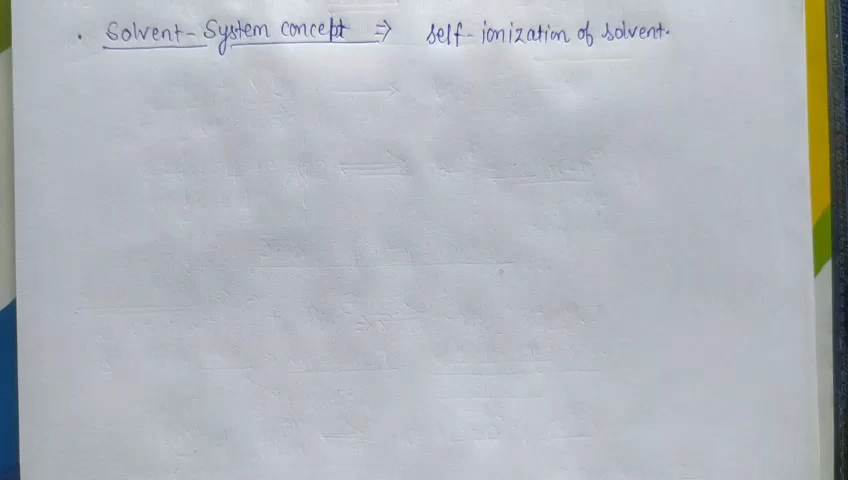 . Solvent-System concept ⇒ self-ionization of solvent.